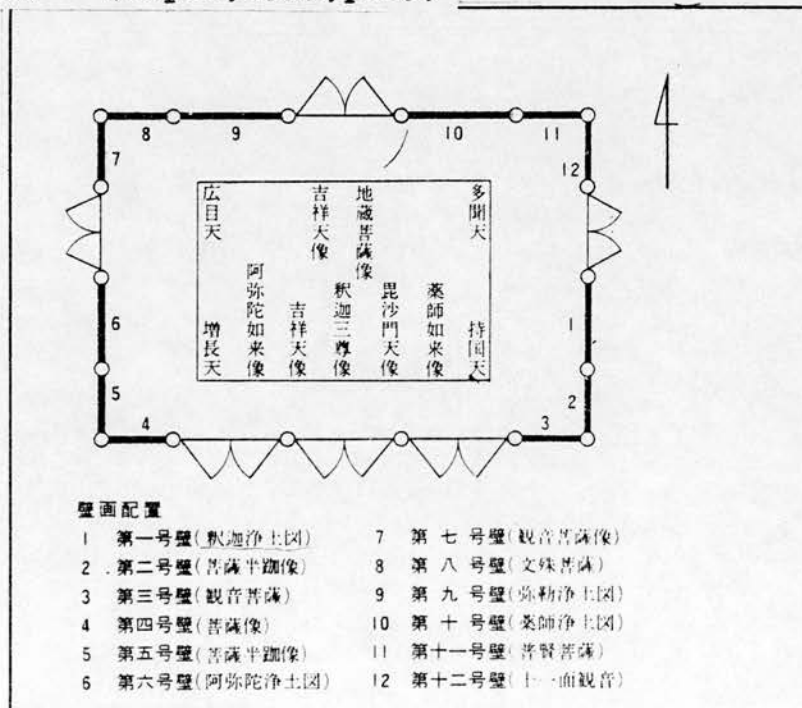 8
9
10
11
7
12
広目天
吉祥天像
地蔵菩薩像
多聞天
増長天
阿弥陀如来像
吉祥天像
釈迦三尊像
毘沙門天像
薬師如来像
持国天
6
1
5
2
4
3
壁画配置
1 第一号壁(釈迦浄土図)
2 第二号壁(菩薩半跏像)
3 第三号壁(観音菩薩)
4 第四号壁(菩薩像)
5 第五号壁(菩薩半跏像)
6 第六号壁(阿弥陀浄土図)
7 第七号壁(観音菩薩像)
8 第八号壁(文殊菩薩)
9 第九号壁(弥勒浄土図)
10 第十号壁(薬師浄土図)
11 第十一号壁(普賢菩薩)
12 第十二号壁(十一面観音)